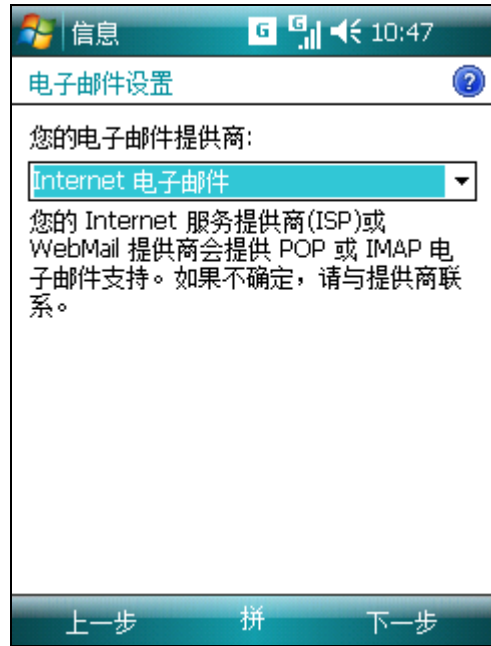 信息 G G 10:47
电子邮件设置 ?
您的电子邮件提供商:
Internet 电子邮件
您的 Internet 服务提供商(ISP)或
WebMail 提供商会提供 POP 或 IMAP 电
子邮件支持。如果不确定，请与提供商联
系。
上一步 拼 下一步